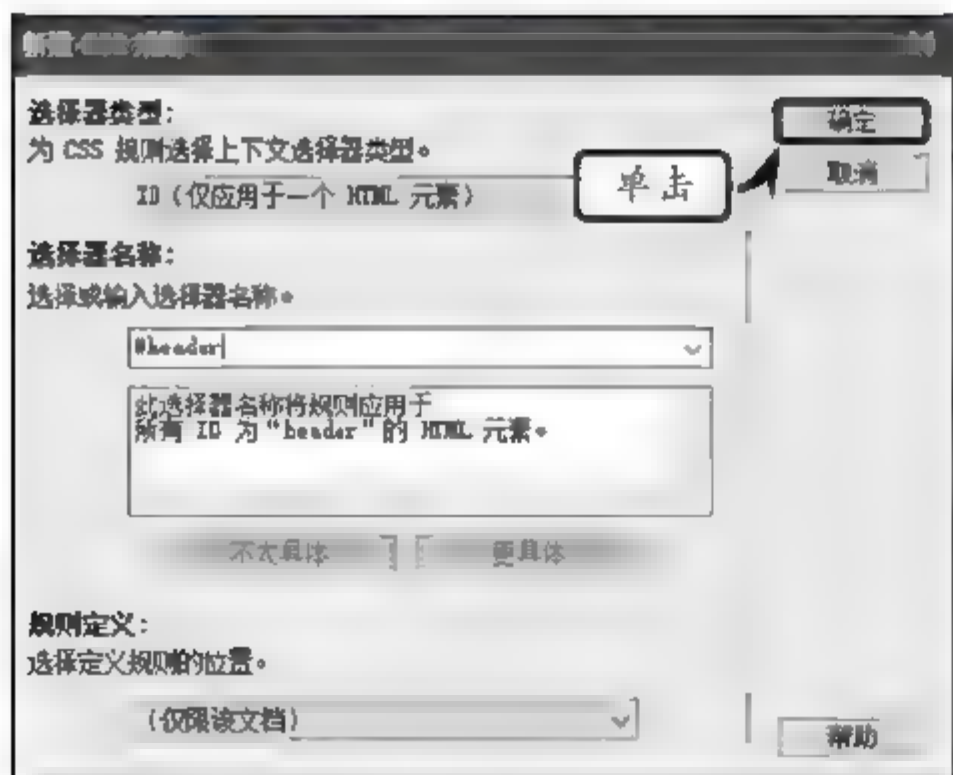 新建 CSS 规则
选择器类型：
确定
为 CSS 规则选择上下文选择器类型。
单击
取消
ID（仅应用于一个 HTML 元素）
选择器名称：
选择或输入选择器名称。
#header
此选择器名称将规则应用于
所有 ID 为“header”的 HTML 元素。
不太具体
更具体
规则定义：
选择定义规则的位置。
（仅限该文档）
帮助